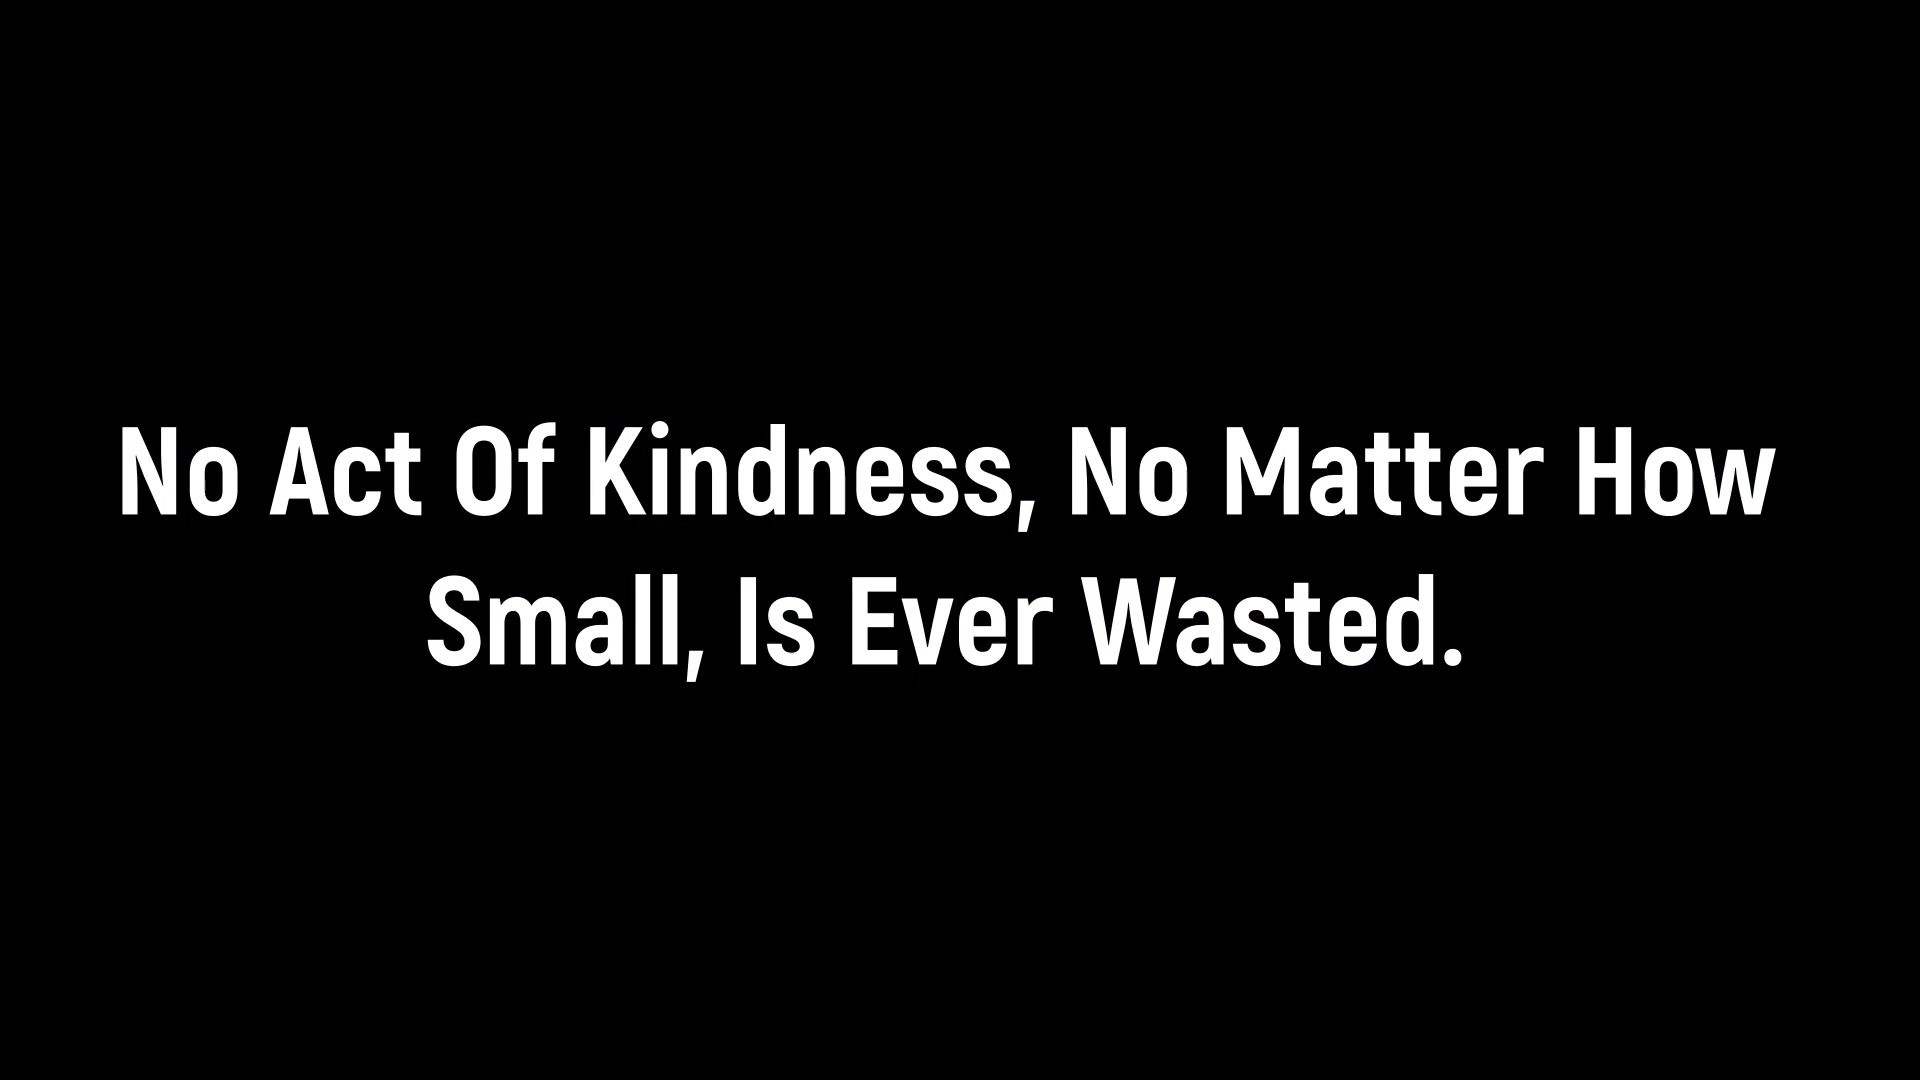 No Act Of Kindness, No Matter How
Small, Is Ever Wasted.